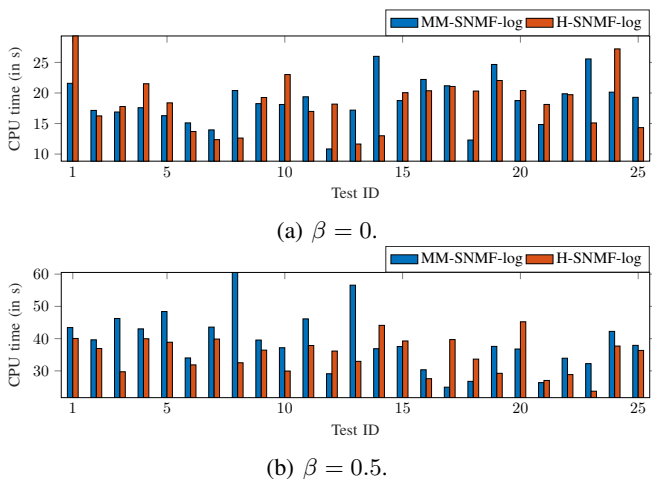 MM-SNMF-log H-SNMF-log
25
20
15
10
CPU time (in s)
1 5 10 15 20 25
Test ID
(a) β = 0.
MM-SNMF-log H-SNMF-log
60
50
40
30
CPU time (in s)
1 5 10 15 20 25
Test ID
(b) β = 0.5.